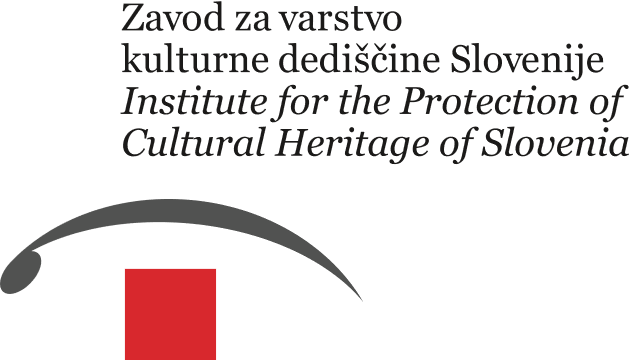 Zavod za varstvo
kulturne dediščine Slovenije
Institute for the Protection of
Cultural Heritage of Slovenia